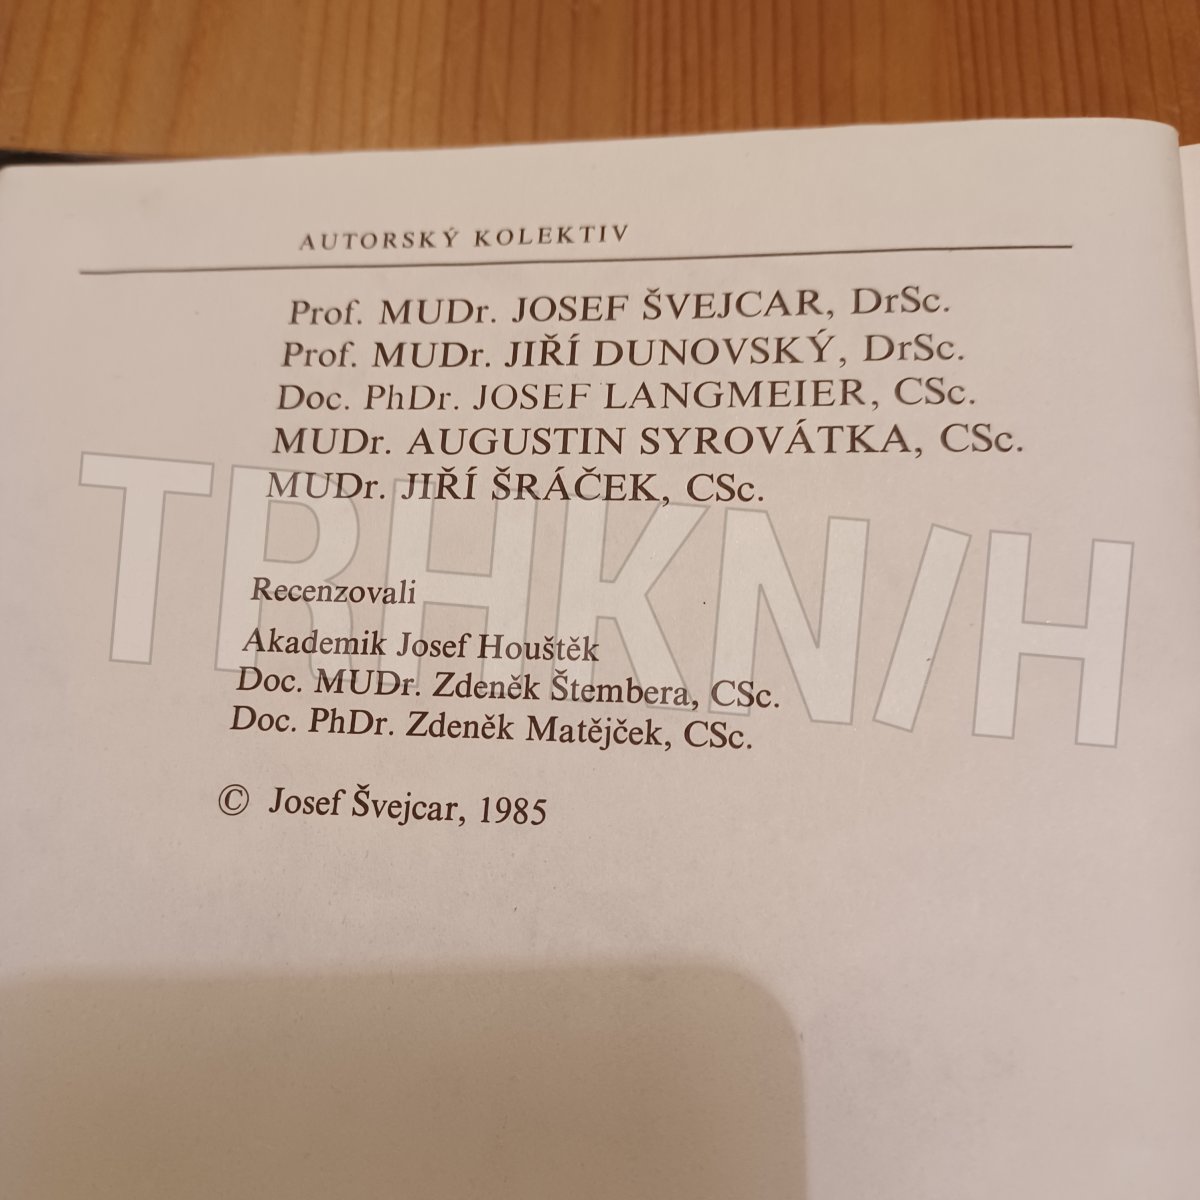 AUTORSKÝ KOLEKTIV
Prof. MUDr. JOSEF ŠVEJCAR, DrSc.
Prof. MUDr. JIŘÍ DUNOVSKÝ, DrSc.
Doc. PhDr. JOSEF LANGMEIER, CSc.
MUDr. AUGUSTIN SYROVÁTKA, CSc.
MUDr. JIŘÍ ŠRÁČEK, CSc.
TRHKN/H
Recenzovali
Akademik Josef Houštěk
Doc. MUDr. Zdeněk Štembera, CSc.
Doc. PhDr. Zdeněk Matějček, CSc.
© Josef Švejcar, 1985